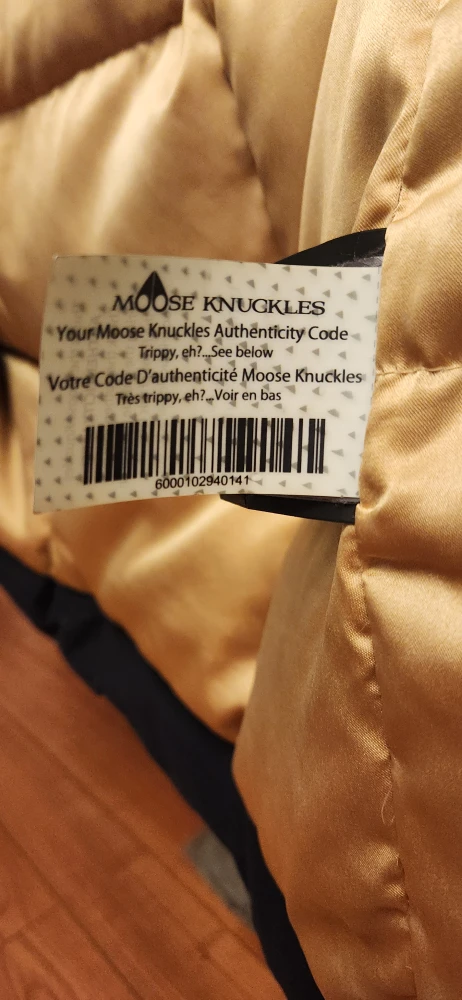 MOOSE KNUCKLES
Your Moose Knuckles Authenticity Code
Trippy, eh?...See below
Votre Code D'authenticité Moose Knuckles
Très trippy, eh?...Voir en bas
6000102940141